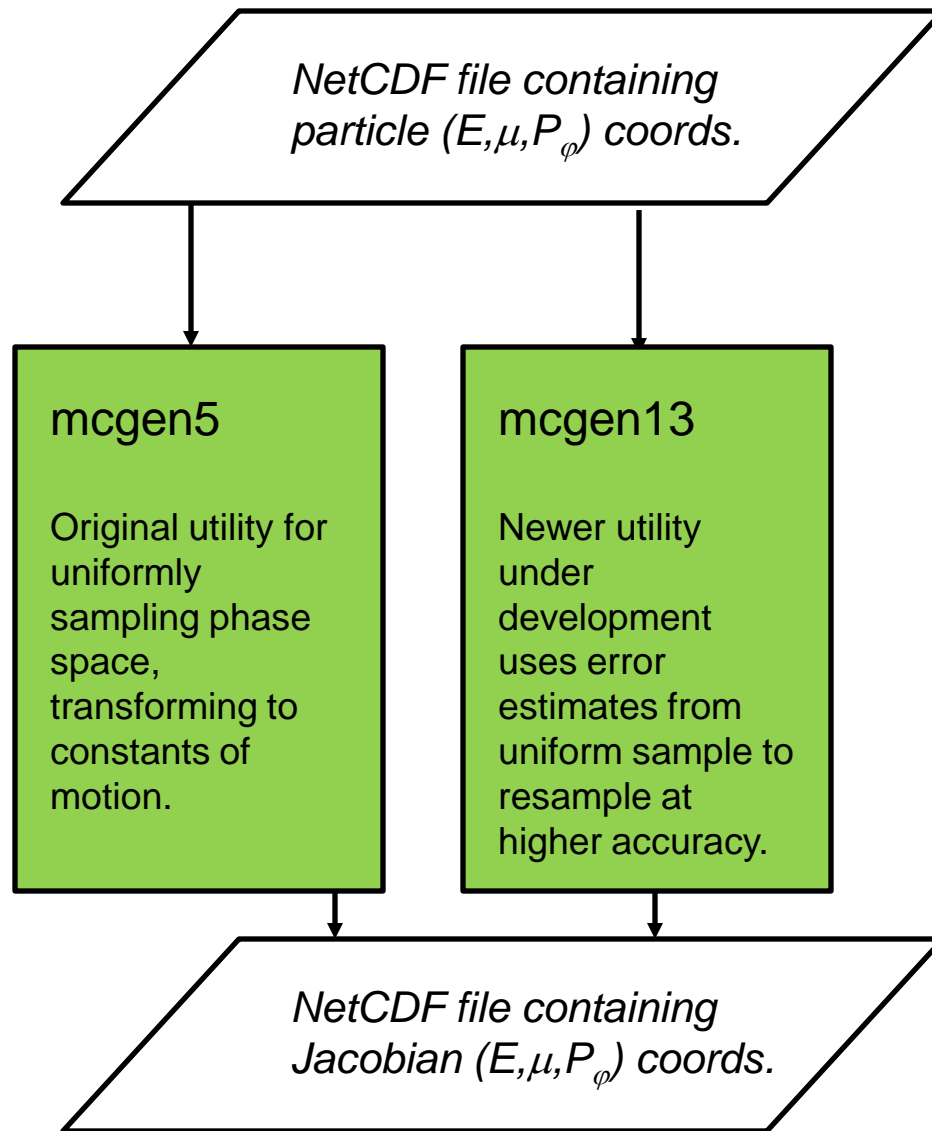 NetCDF file containing
particle (E,μ,Pφ) coords.
mcgen5
Original utility for
uniformly
sampling phase
space,
transforming to
constants of
motion.
mcgen13
Newer utility
under
development
uses error
estimates from
uniform sample to
resample at
higher accuracy.
NetCDF file containing
Jacobian (E,μ,Pφ) coords.